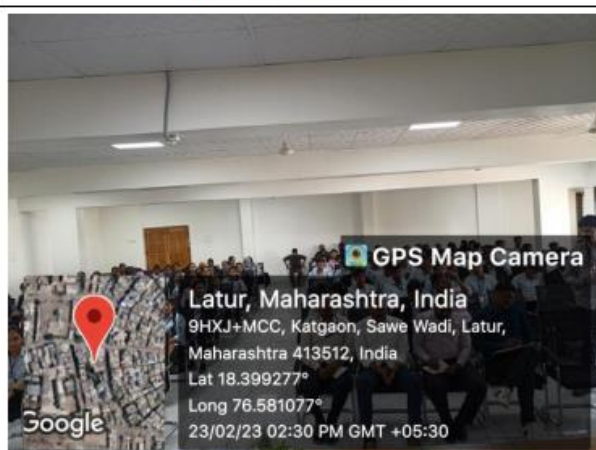 GPS Map Camera
Latur, Maharashtra, India
9HXJ+MCC, Katgaon, Sawe Wadi, Latur,
Maharashtra 413512, India
Lat 18.399277°
Long 76.581077°
23/02/23 02:30 PM GMT +05:30
Google